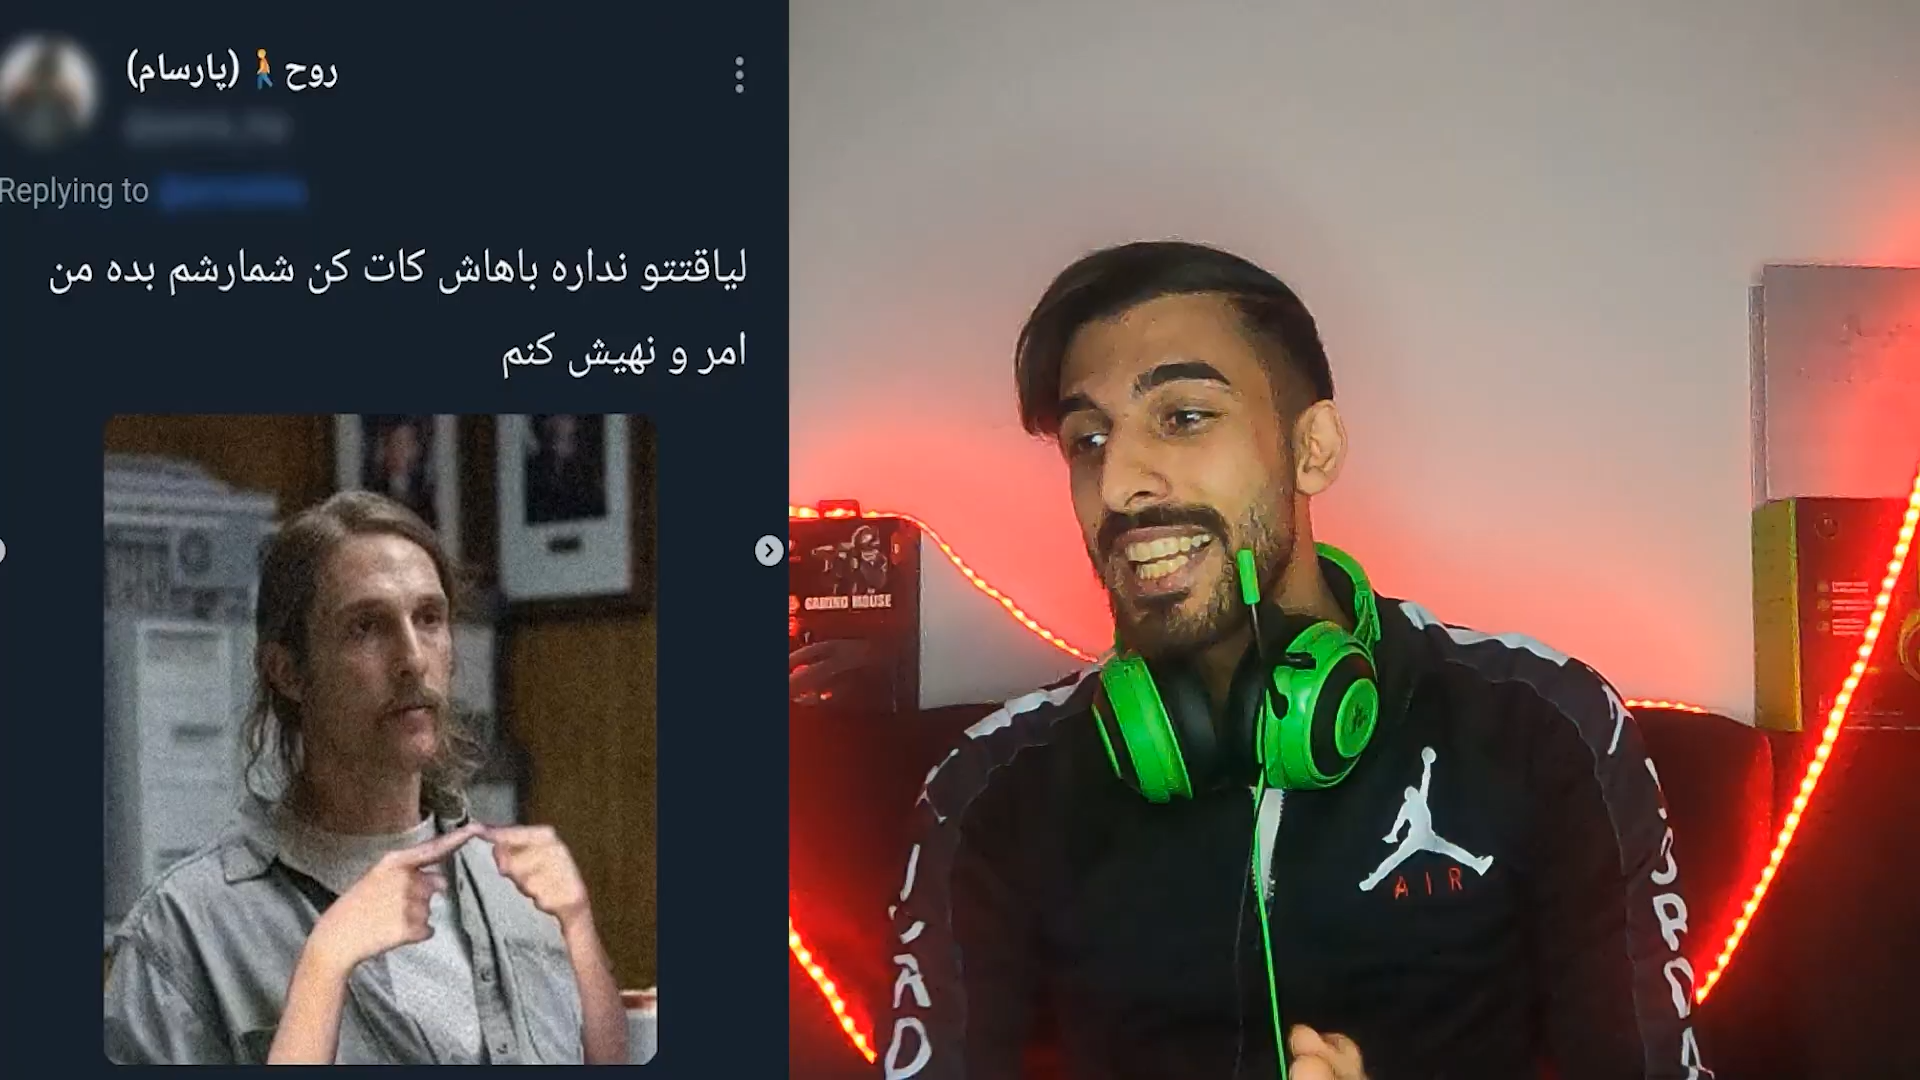 روح🚶(پارسام)
Replying to
لیاقتتو نداره باهاش کات کن شمارشم بده من
امر و نهیش کنم
GAMING MOUSE
AIR